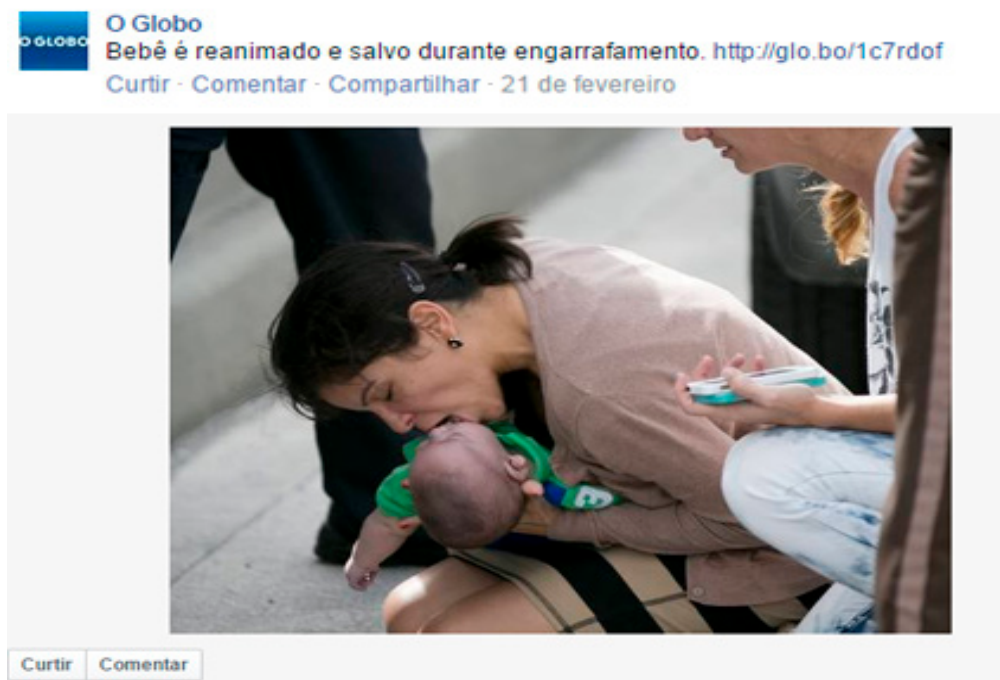 O GLOBO
O Globo
Bebê é reanimado e salvo durante engarrafamento. http://glo.bo/1c7rdof
Curtir · Comentar · Compartilhar · 21 de fevereiro
Curtir Comentar